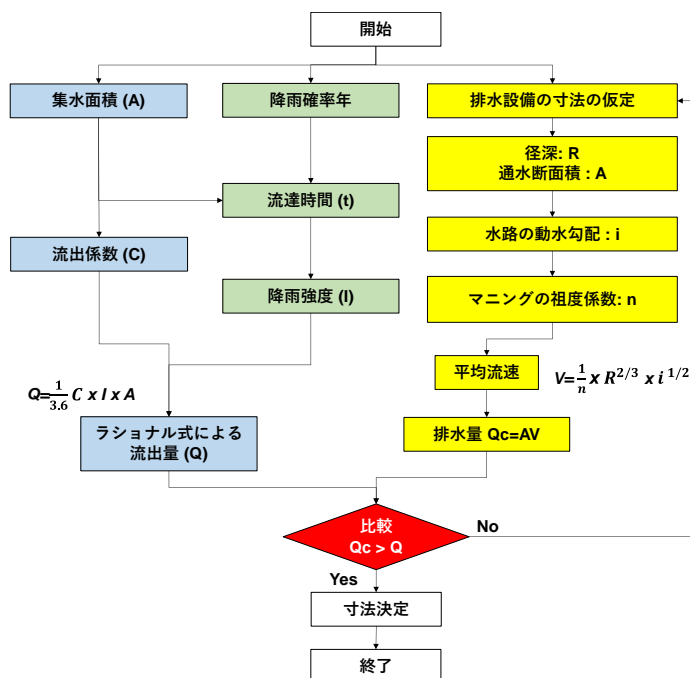 開始
集水面積 (A)
降雨確率年
排水設備の寸法の仮定
径深: R
通水断面積 : A
流達時間 (t)
流出係数 (C)
水路の動水勾配 : i
降雨強度 (I)
マニングの祖度係数: n
平均流速
V=\frac{1}{n} x R^{2/3} x i^{1/2}
Q=\frac{1}{3.6} C x I x A
ラショナル式による
流出量 (Q)
排水量 Qc=AV
比較
Qc > Q
No
Yes
寸法決定
終了